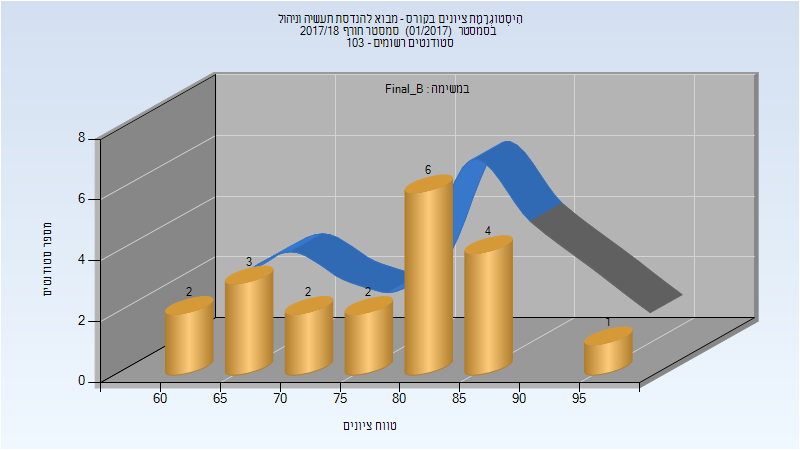 היסטוגרמת ציונים בקורס - מבוא להנדסת תעשיה וניהול
בסמסטר (01/2017) סמסטר חורף 2017/18
סטודנטים רשומים - 103
במשימה : Final_B
מספר סטודנטים
8
6
4
2
0
2
3
2
2
6
4
1
60 65 70 75 80 85 90 95
טווח ציונים